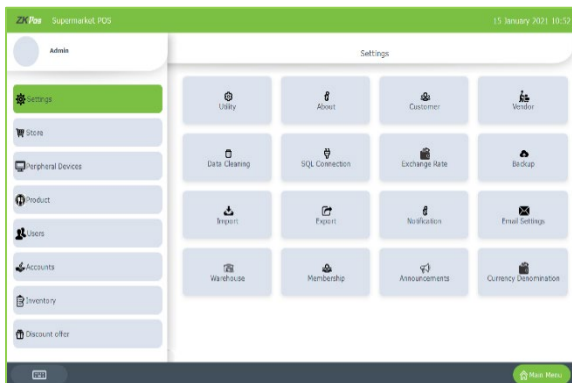 ZKPos Supermarket POS 15 January 2021 10:52
Admin
Settings
Settings
Store
Perpheral Devices
Product
Users
Accounts
Inventory
Discount offer
Utility About Customer Vendor
Data Cleaning SQL Connection Exchange Rate Backup
Import Export Notification Email Settings
Warehouse Membership Announcements Currency Denomination
Main Menu